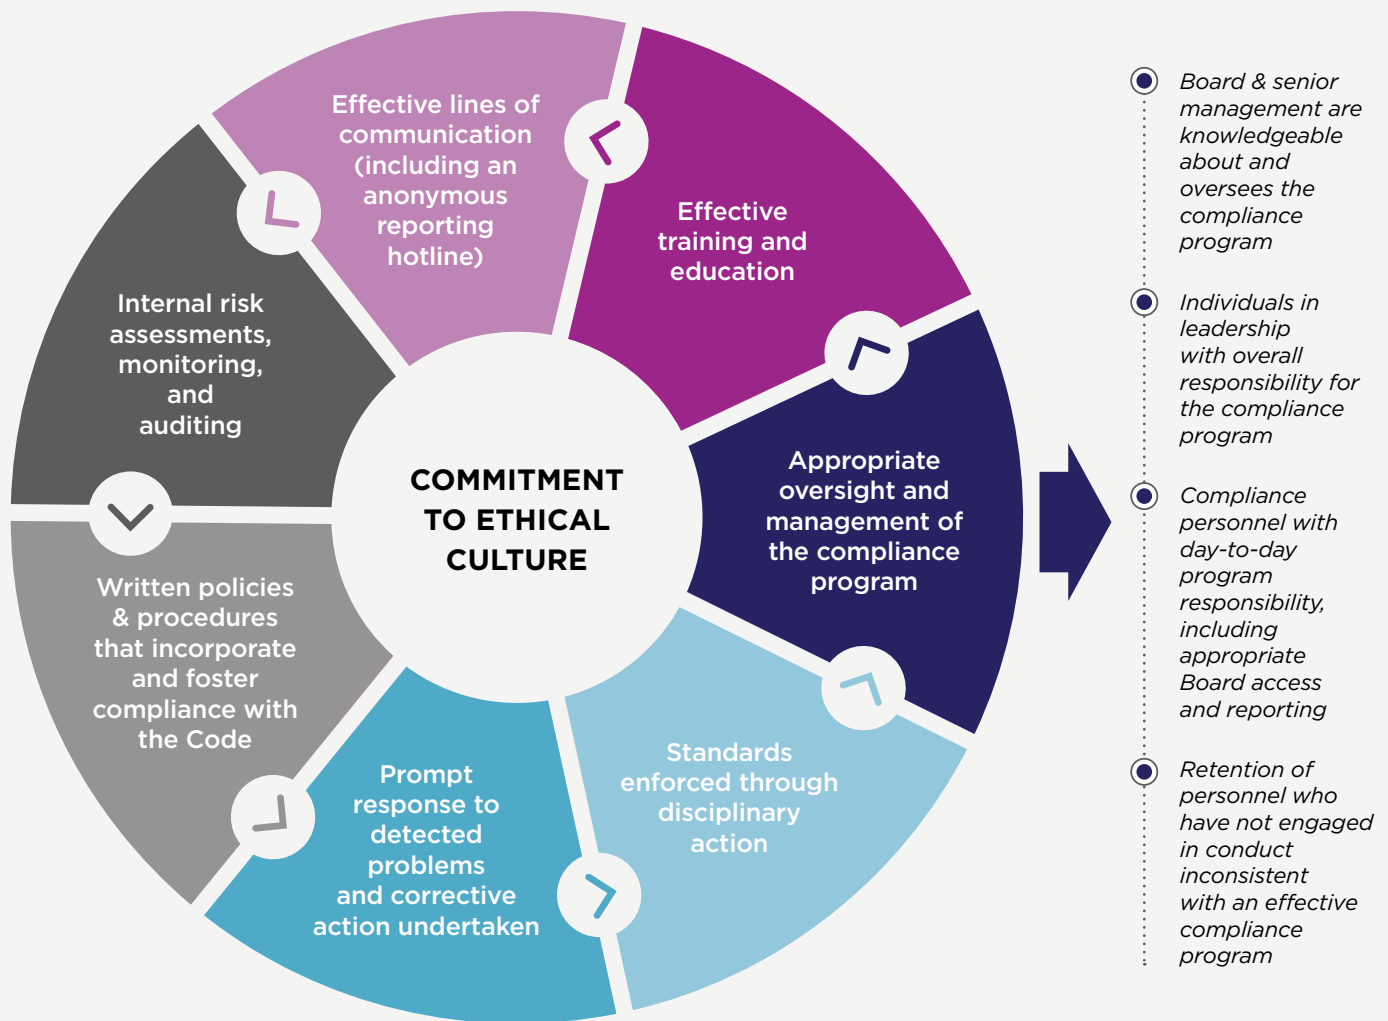 Effective lines of
communication
(including an
anonymous
reporting
hotline)
Effective
training and
education
Internal risk
assessments,
monitoring,
and
auditing
COMMITMENT
TO ETHICAL
CULTURE
Appropriate
oversight and
management of
the compliance
program
Written policies
& procedures
that incorporate
and foster
compliance with
the Code
Prompt
response to
detected
problems
and corrective
action undertaken
Standards
enforced through
disciplinary
action
Board & senior
management are
knowledgeable
about and
oversees the
compliance
program
Individuals in
leadership
with overall
responsibility for
the compliance
program
Compliance
personnel with
day-to-day
program
responsibility,
including
appropriate
Board access
and reporting
Retention of
personnel who
have not engaged
in conduct
inconsistent
with an effective
compliance
program